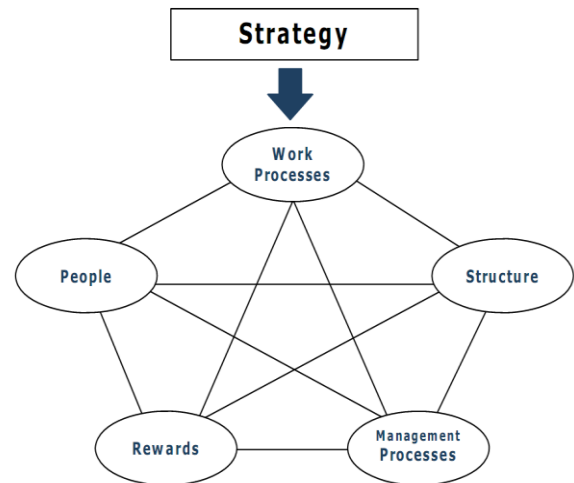 Strategy
Work
Processes
People
Structure
Rewards
Management
Processes